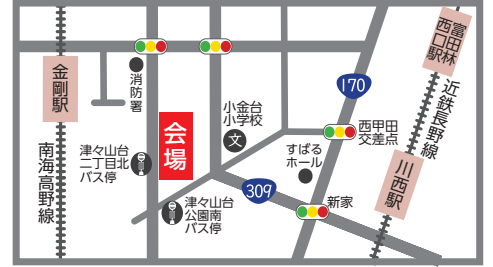 富田林
西口駅
近鉄長野線
川西駅
170
西甲田
交差点
すばる
ホール
309
新家
小金台
小学校
文
会場
消防署
津々山台
二丁目北
バス停
津々山台
公園南
バス停
金剛駅
南海高野線